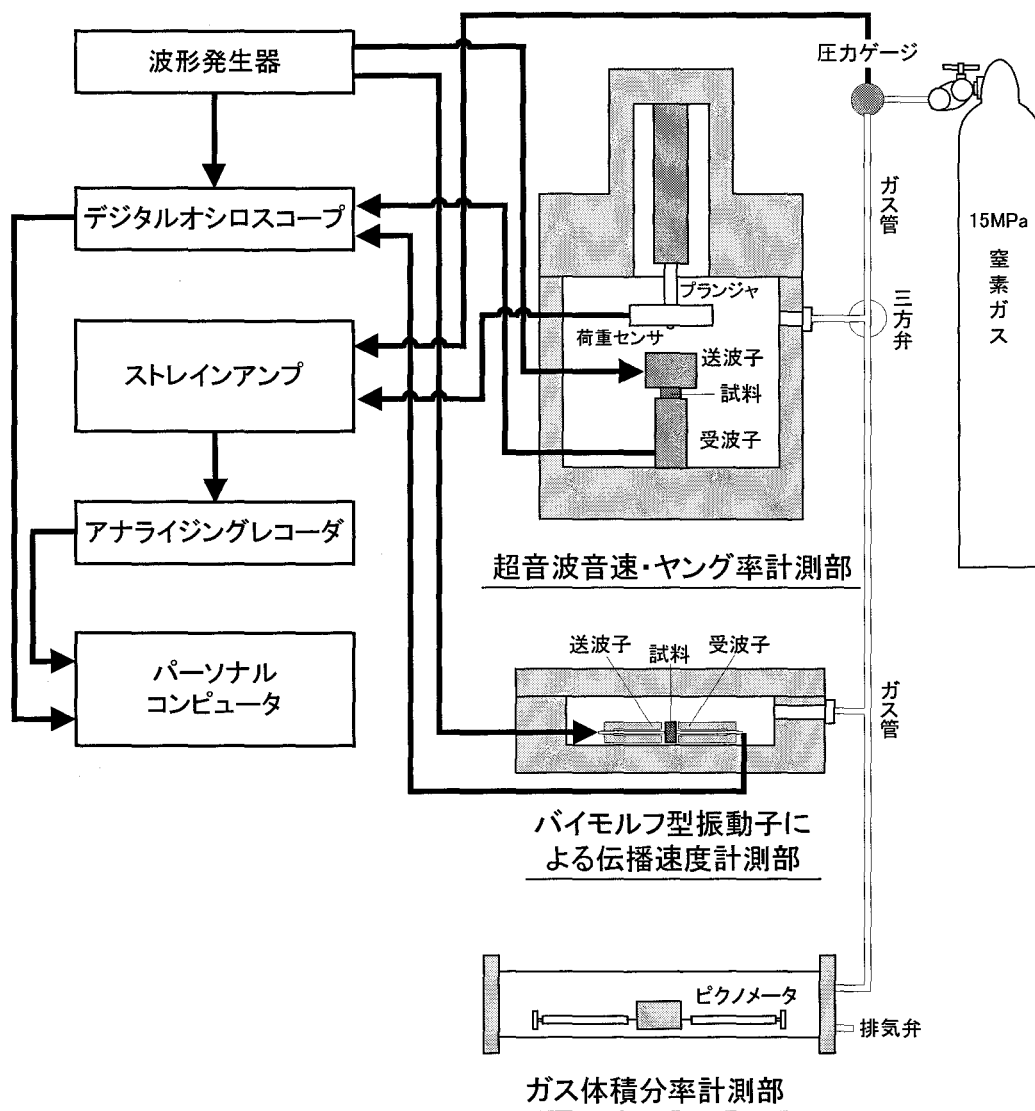 波形発生器
デジタルオシロスコープ
ストレインアンプ
アナライジングレコーダ
パーソナル
コンピュータ
圧力ゲージ
ガス管
15MPa
窒素ガス
三方弁
プランジャ
荷重センサ
送波子
試料
受波子
超音波音速・ヤング率計測部
送波子
試料
受波子
ガス管
バイモルフ型振動子に
よる伝播速度計測部
ピクノメータ
排気弁
ガス体積分率計測部